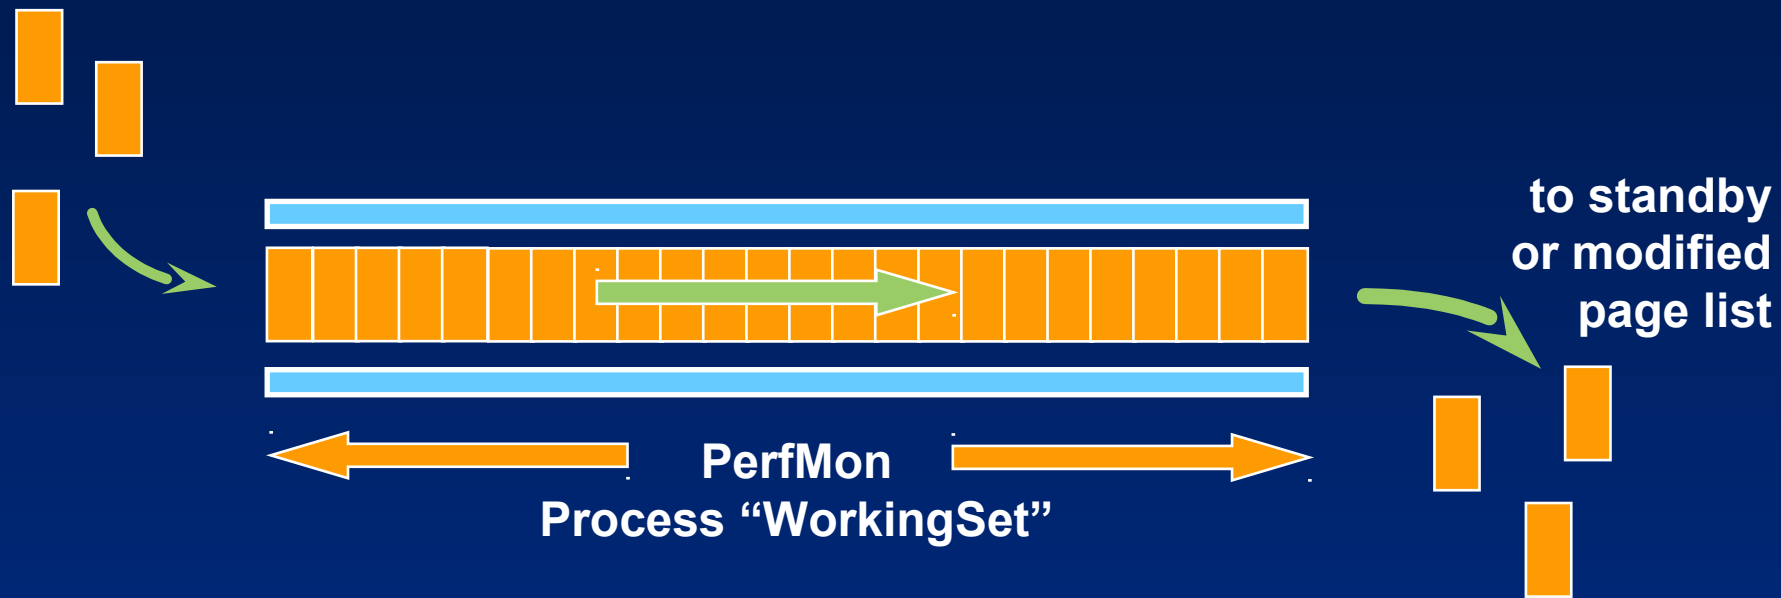 to standby
or modified
page list
PerfMon
Process “WorkingSet”